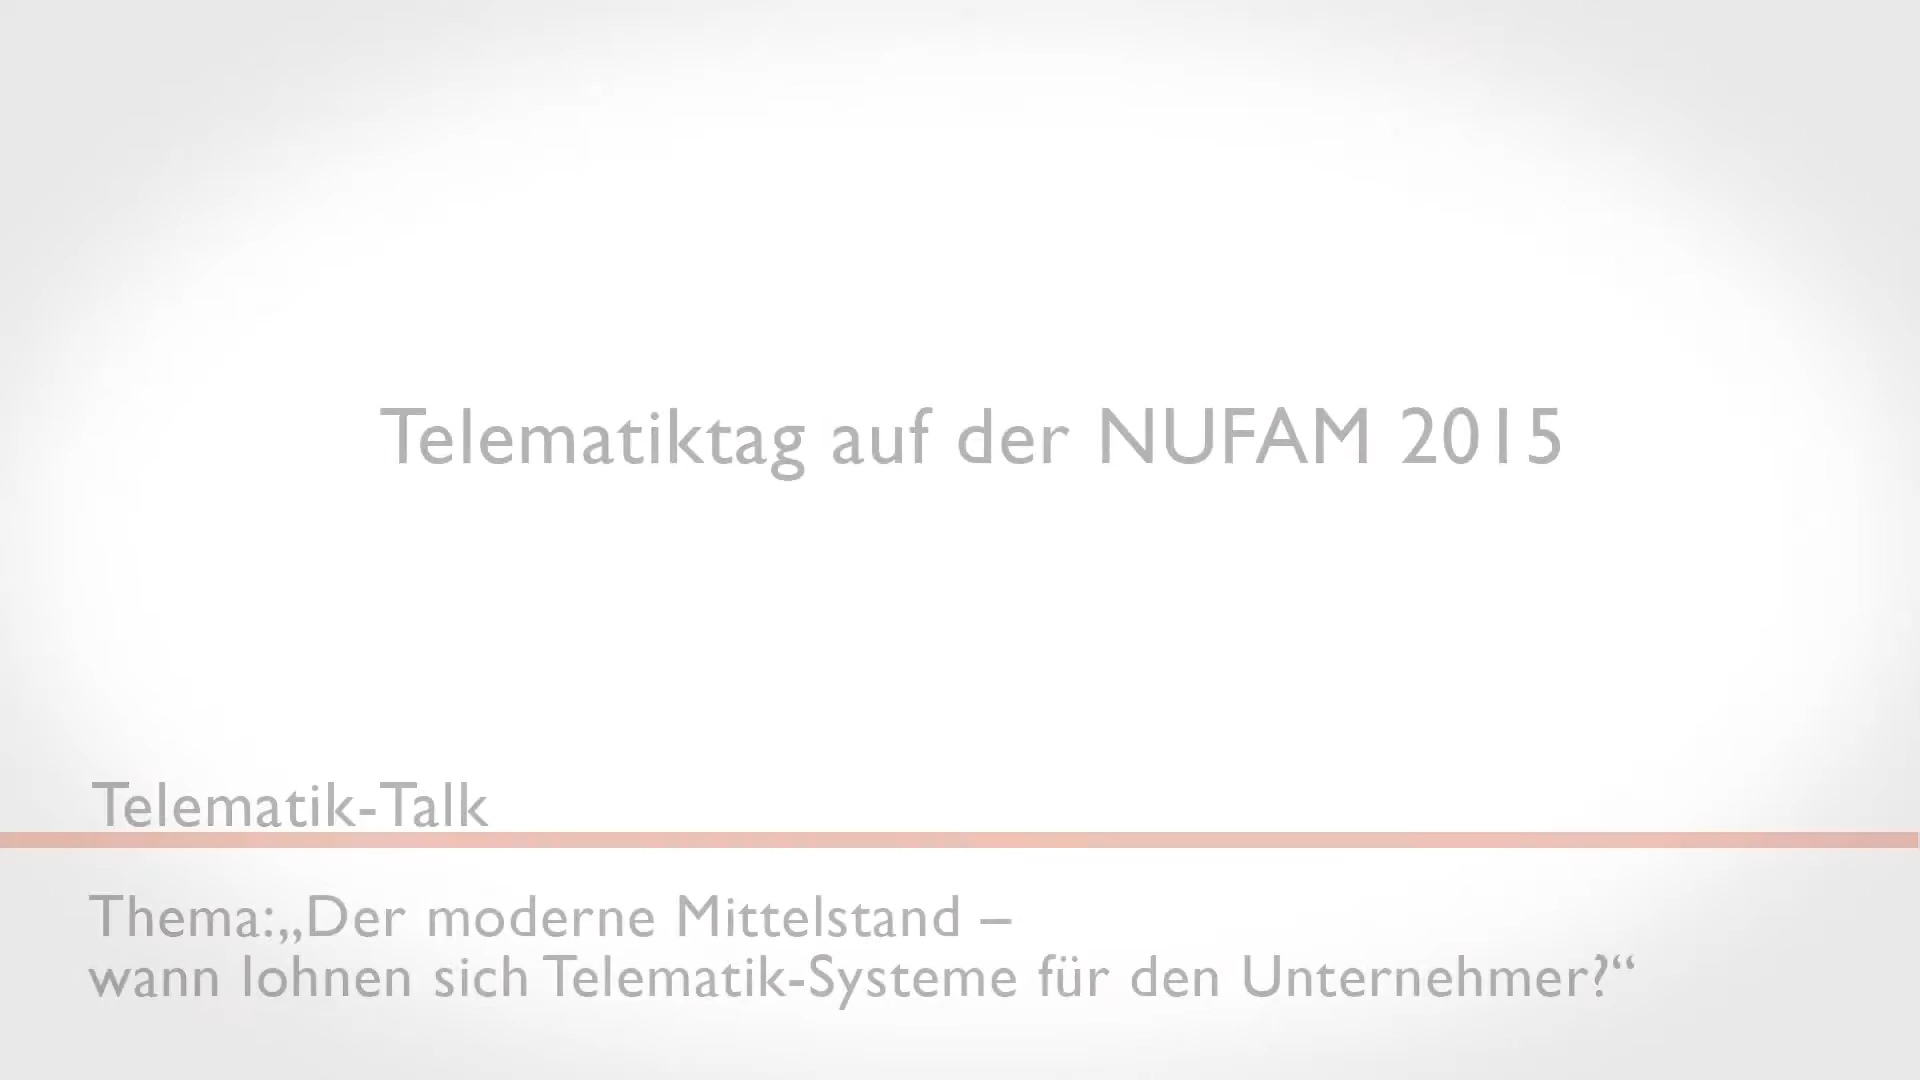 Telematiktag auf der NUFAM 2015
Telematik-Talk
Thema: „Der moderne Mittelstand –
wann lohnen sich Telematik-Systeme für den Unternehmer?“